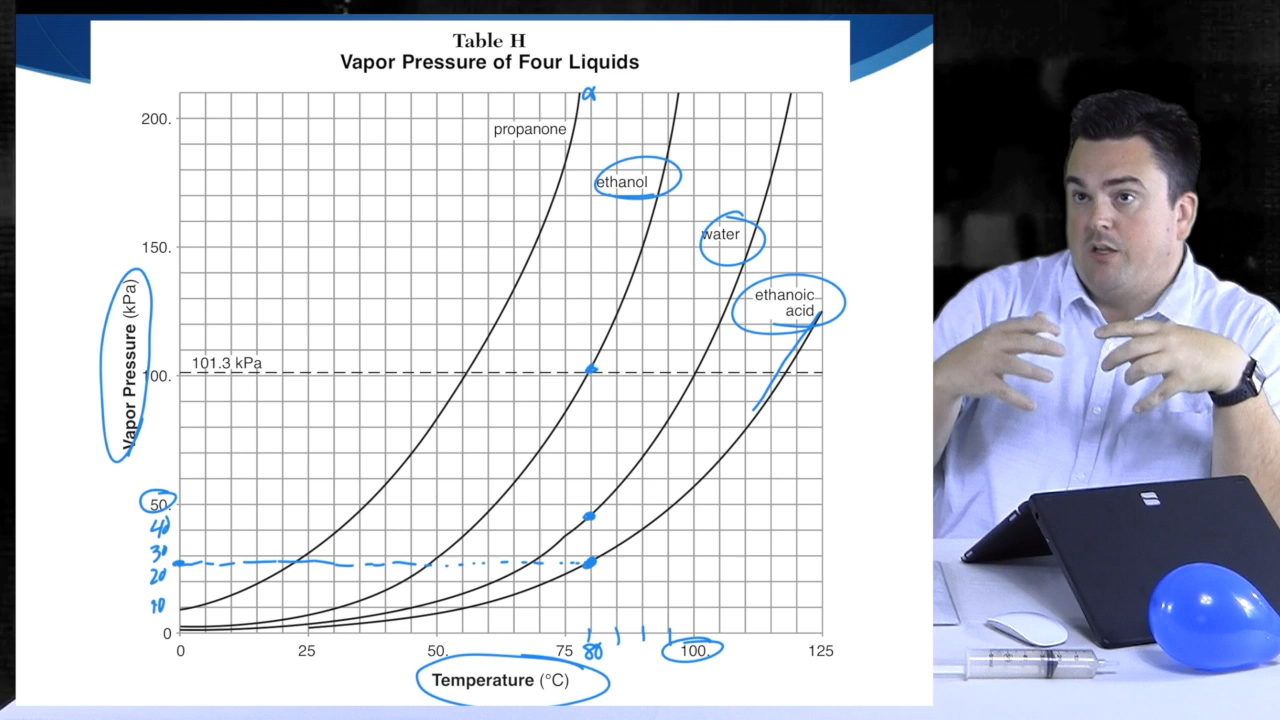 Table H
Vapor Pressure of Four Liquids
200.
propanone
ethanol
150.
water
ethanoic
acid
Vapor Pressure (kPa)
101.3 kPa
100.
50.
40
30
20
10
0
0
25
50.
75
80
100.
125
Temperature (°C)